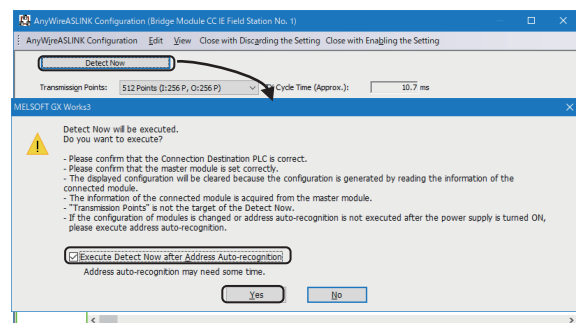 AnyWireASLINK Configuration (Bridge Module CC IE Field Station No. 1)
AnyWireASLINK Configuration Edit View Close with Discarding the Setting Close with Enabling the Setting
Detect Now
Transmission Points: 512 Points (I:256 P, O:256 P) Cycle Time (Approx.): 10.7 ms
MELSOFT GX Works3
Detect Now will be executed.
Do you want to execute?
- Please confirm that the Connection Destination PLC is correct.
- Please confirm that the master module is set correctly.
- The displayed configuration will be cleared because the configuration is generated by reading the information of the
connected module.
- The information of the connected module is acquired from the master module.
- "Transmission Points" is not the target of the Detect Now.
- If the configuration of modules is changed or address auto-recognition is not executed after the power supply is turned ON,
please execute address auto-recognition.
Execute Detect Now after Address Auto-recognition
Address auto-recognition may need some time.
Yes No